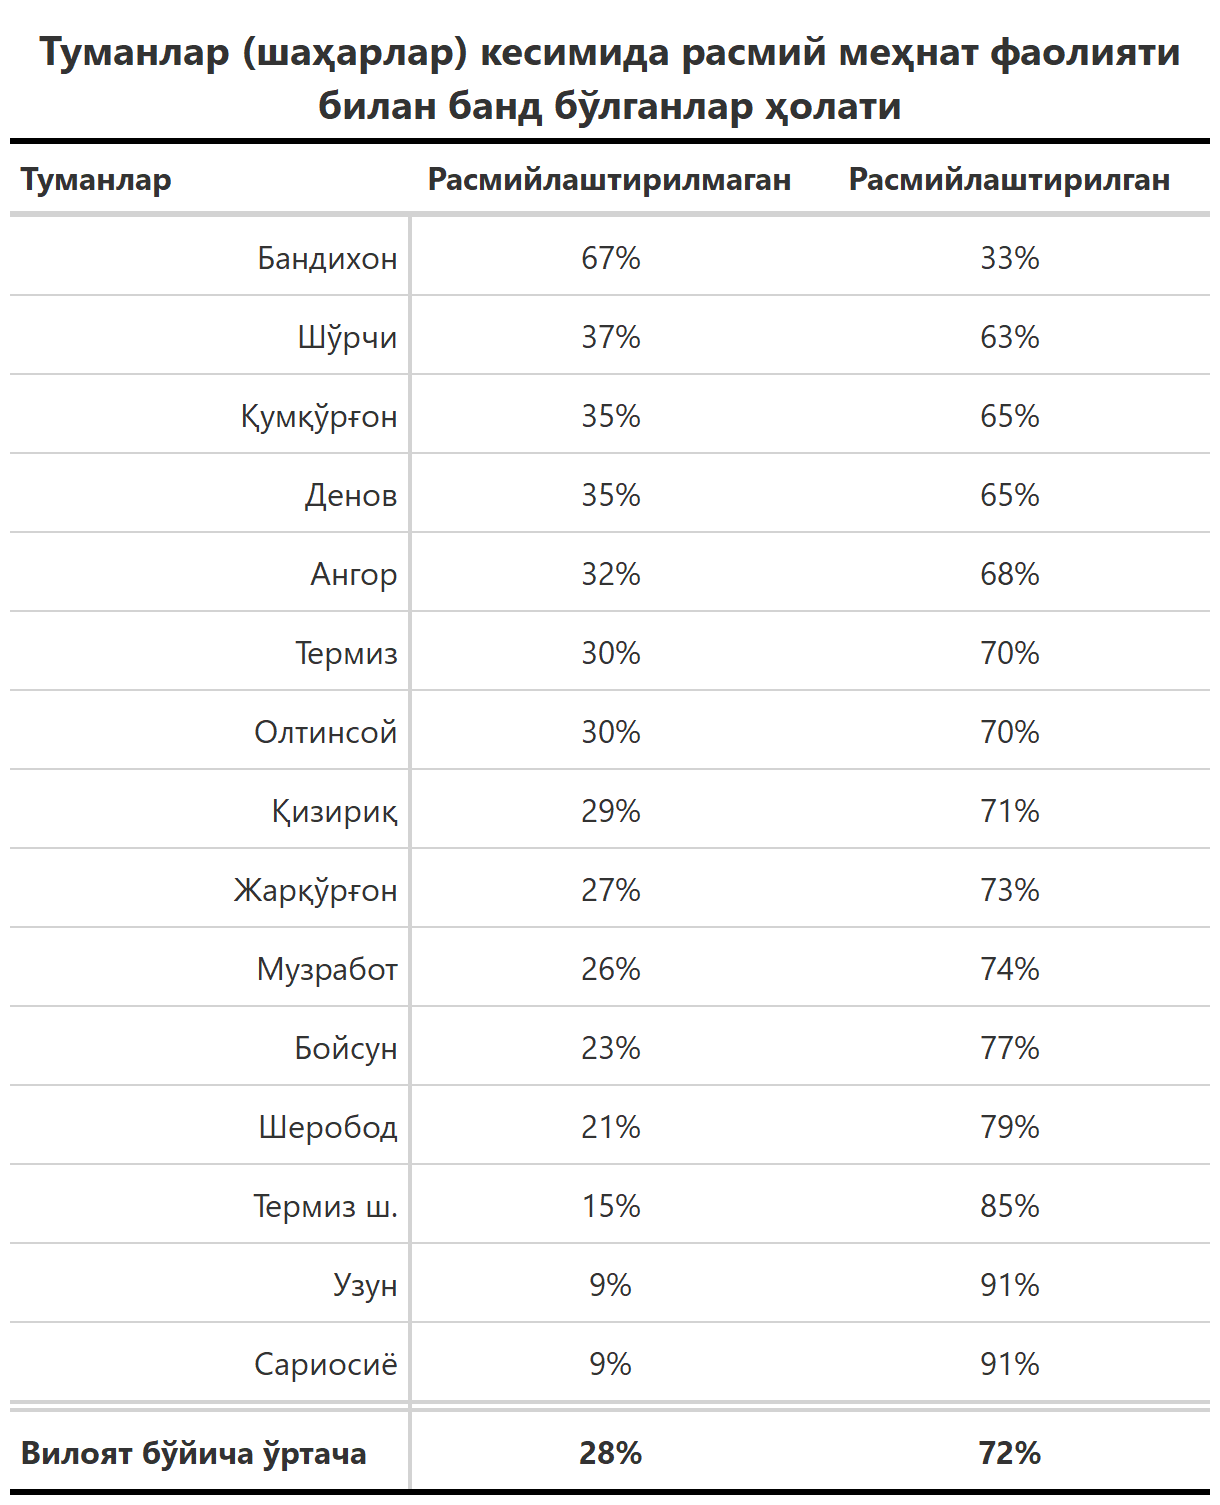 Туманлар (шаҳарлар) кесимида расмий меҳнат фаолияти
билан банд бўлганлар ҳолати
Туманлар Расмийлаштирилмаган Расмийлаштирилган
Бандихон 67% 33%
Шўрчи 37% 63%
Қумқўрғон 35% 65%
Денов 35% 65%
Ангор 32% 68%
Термиз 30% 70%
Олтинсой 30% 70%
Қизириқ 29% 71%
Жарқўрғон 27% 73%
Музработ 26% 74%
Бойсун 23% 77%
Шеробод 21% 79%
Термиз ш. 15% 85%
Узун 9% 91%
Сариосиё 9% 91%
Вилоят бўйича ўртача 28% 72%